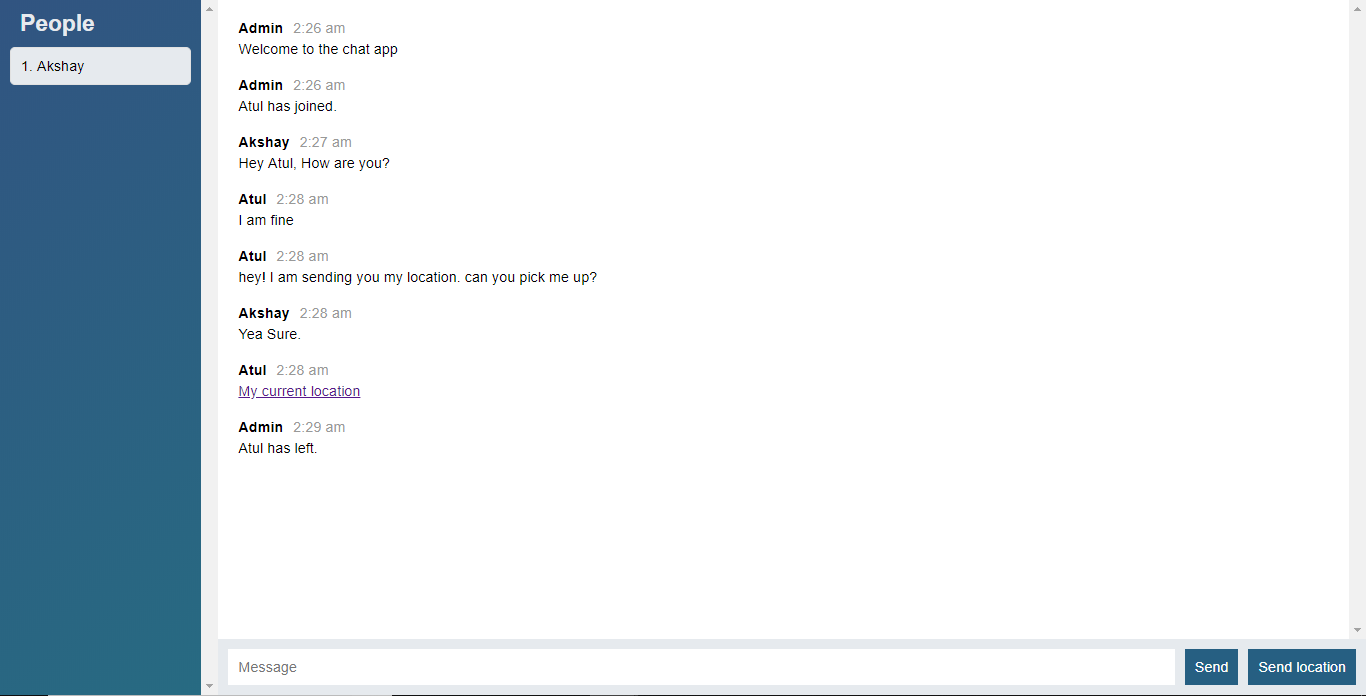 People
1. Akshay
Admin 2:26 am
Welcome to the chat app
Admin 2:26 am
Atul has joined.
Akshay 2:27 am
Hey Atul, How are you?
Atul 2:28 am
I am fine
Atul 2:28 am
hey! I am sending you my location. can you pick me up?
Akshay 2:28 am
Yea Sure.
Atul 2:28 am
My current location
Admin 2:29 am
Atul has left.
Message
Send
Send location